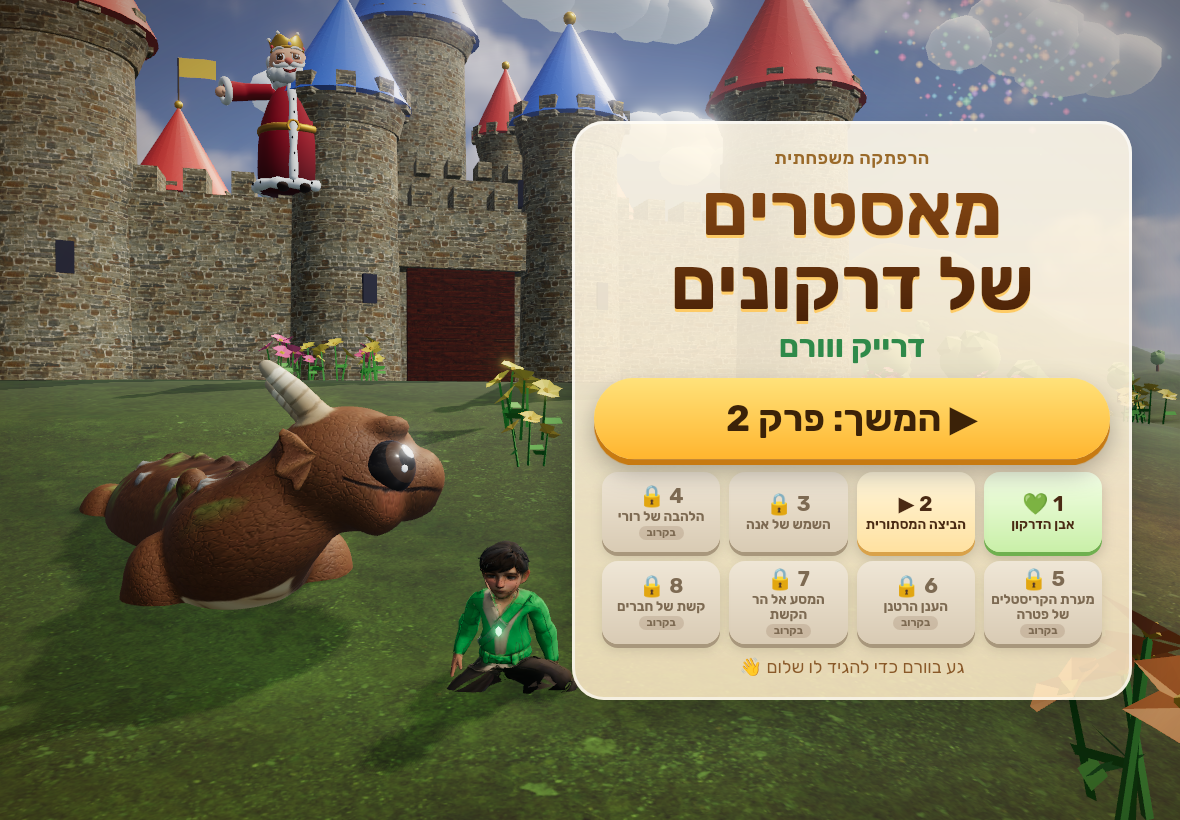 הרפתקה משפחתית
מאסטרים
של דרקונים
דרייק ווורם
▶ המשך: פרק 2
1 💚
אבן הדרקון
2 ▶
הביצה המסתורית
3 🔒
השמש של אנה
4 🔒
הלהבה של רורי
בקרוב
5 🔒
מערת הקריסטלים
של פטרה
בקרוב
6 🔒
הענן הרטגן
בקרוב
7 🔒
המסע אל הר
הקשת
בקרוב
8 🔒
קשת של חברים
בקרוב
גע בוורם כדי להגיד לו שלום 👋